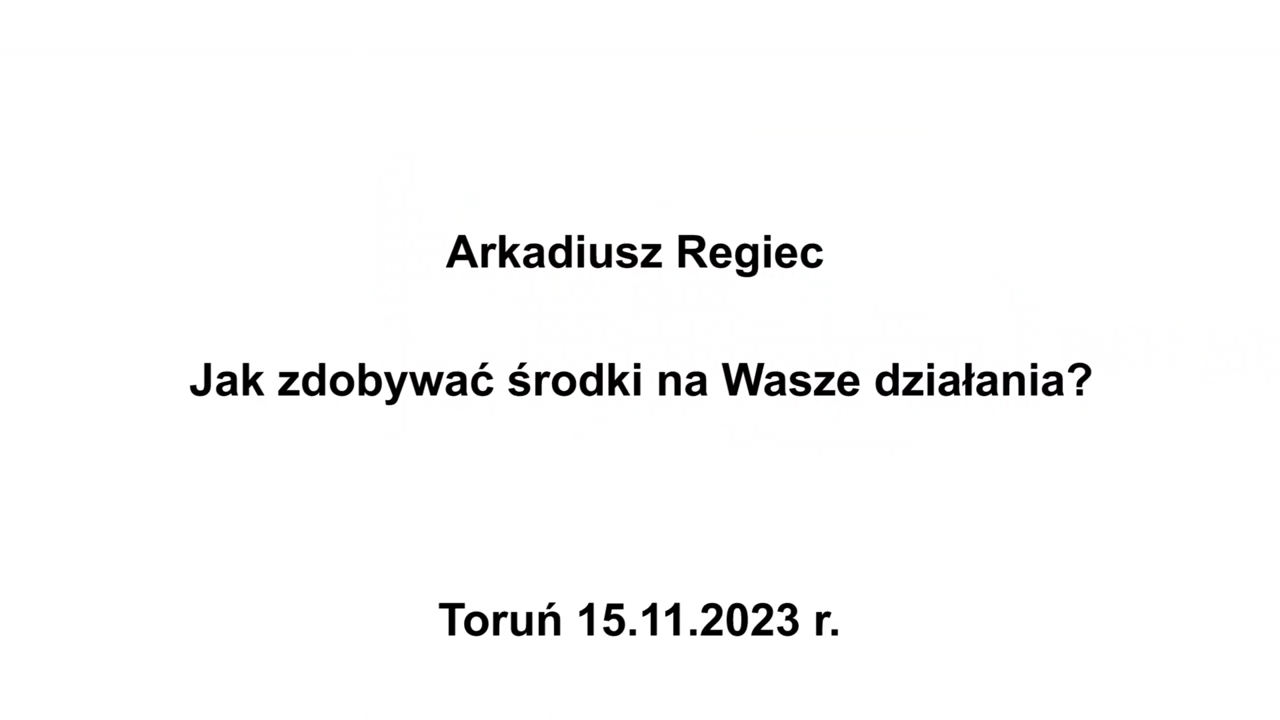 Arkadiusz Regiec
Jak zdobywać środki na Wasze działania?
Toruń 15.11.2023 r.